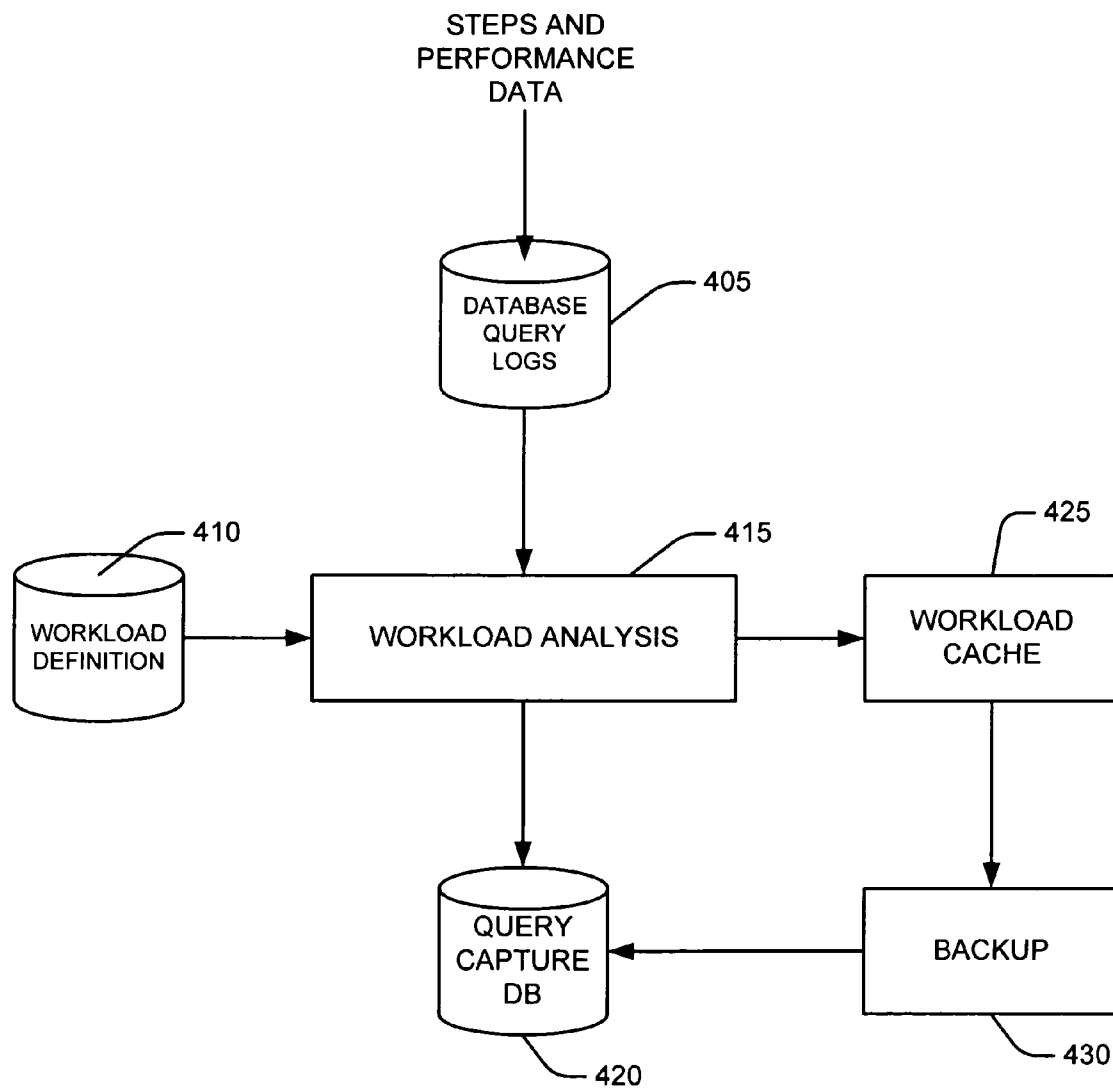 STEPS AND
PERFORMANCE
DATA
405
DATABASE
QUERY
LOGS
410
415
425
WORKLOAD
DEFINITION
WORKLOAD ANALYSIS
WORKLOAD
CACHE
QUERY
CAPTURE
DB
BACKUP
420
430